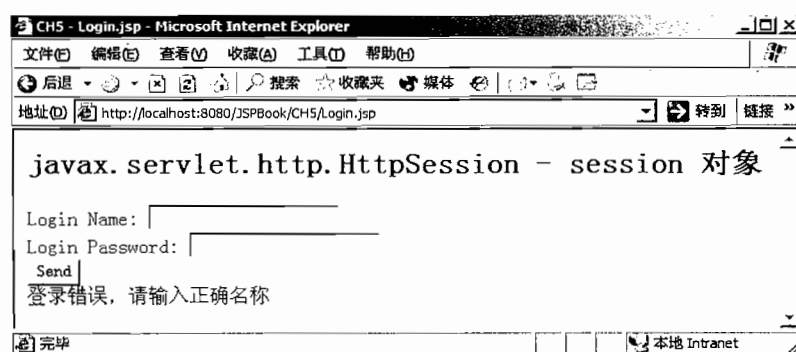 CH5 - Login.jsp - Microsoft Internet Explorer
文件(F) 编辑(E) 查看(V) 收藏(A) 工具(T) 帮助(H)
后退 搜索 收藏夹 媒体
地址(D) http://localhost:8080/JSPBook/CH5/Login.jsp 转到 链接 »
javax.servlet.http.HttpSession - session 对象
Login Name:
Login Password:
Send
登录错误，请输入正确名称
完毕 本地 Intranet